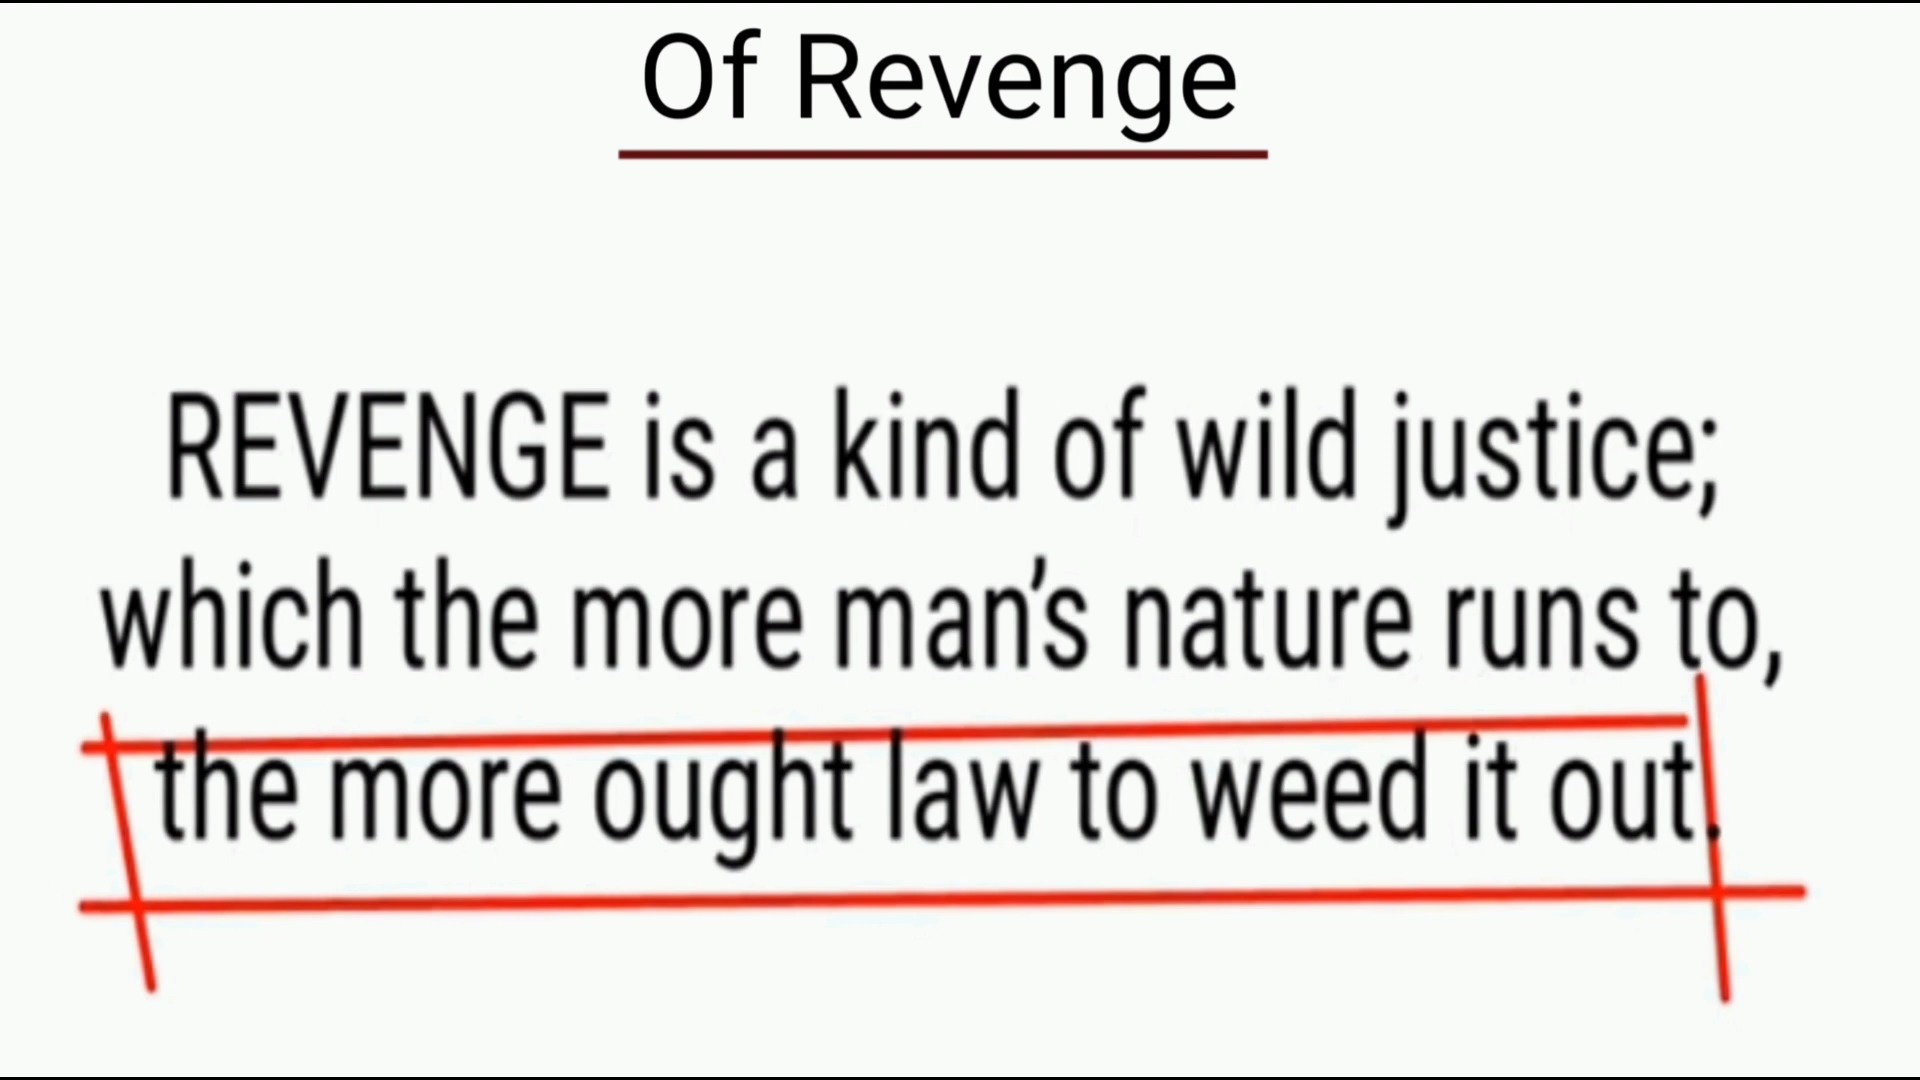 Of Revenge
REVENGE is a kind of wild justice;
which the more man’s nature runs to,
the more ought law to weed it out.